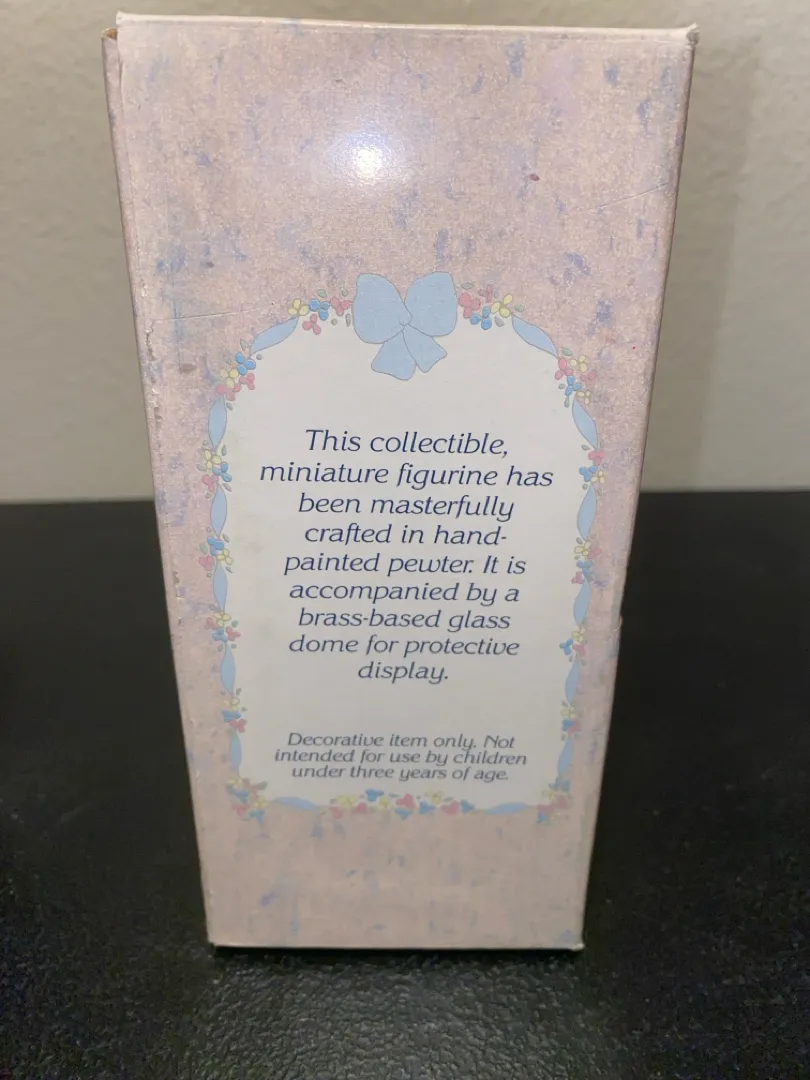 This collectible,
miniature figurine has
been masterfully
crafted in hand-
painted pewter. It is
accompanied by a
brass-based glass
dome for protective
display.
Decorative item only. Not
intended for use by children
under three years of age.